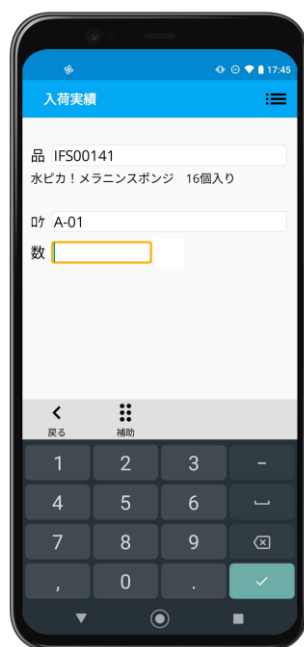 17:45
入荷実績
品 IFS00141
水ピカ！メラニンスポンジ　16個入り
ﾛｹ A-01
数
戻る 補助
1 2 3 －
4 5 6
7 8 9
, 0 .